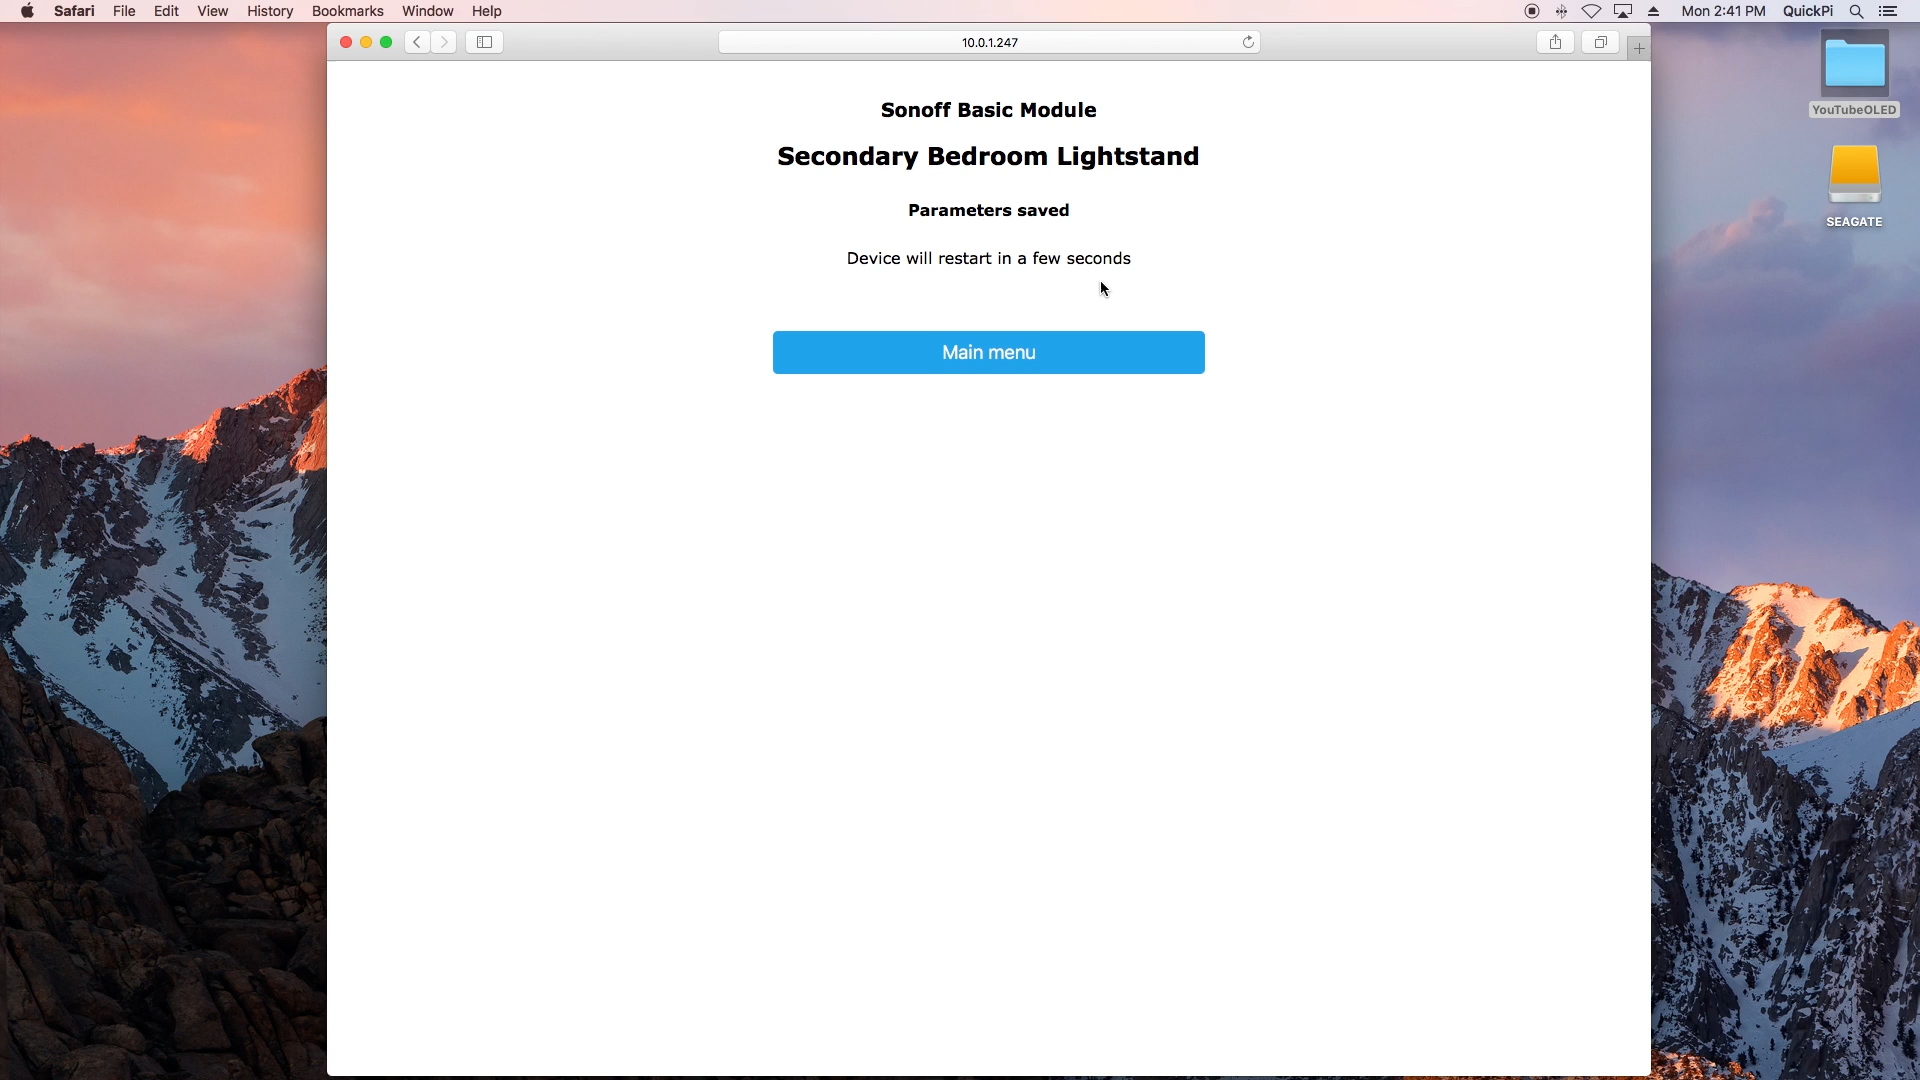 Safari File Edit View History Bookmarks Window Help Mon 2:41 PM QuickPi
10.0.1.247
YouTubeOLED
SEAGATE
Sonoff Basic Module
Secondary Bedroom Lightstand
Parameters saved
Device will restart in a few seconds
Main menu